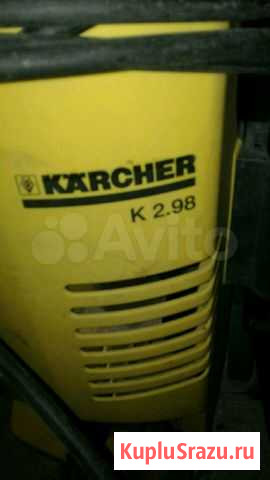 KÄRCHER
K 2.98
Avito
KupluSrazu.ru